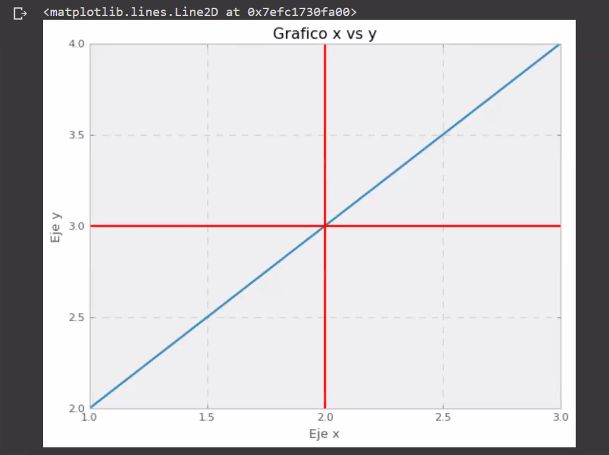 <matplotlib.lines.Line2D at 0x7efc1730fa00>
Grafico x vs y
4.0
3.5
3.0
2.5
2.0
Eje y
1.0 1.5 2.0 2.5 3.0
Eje x